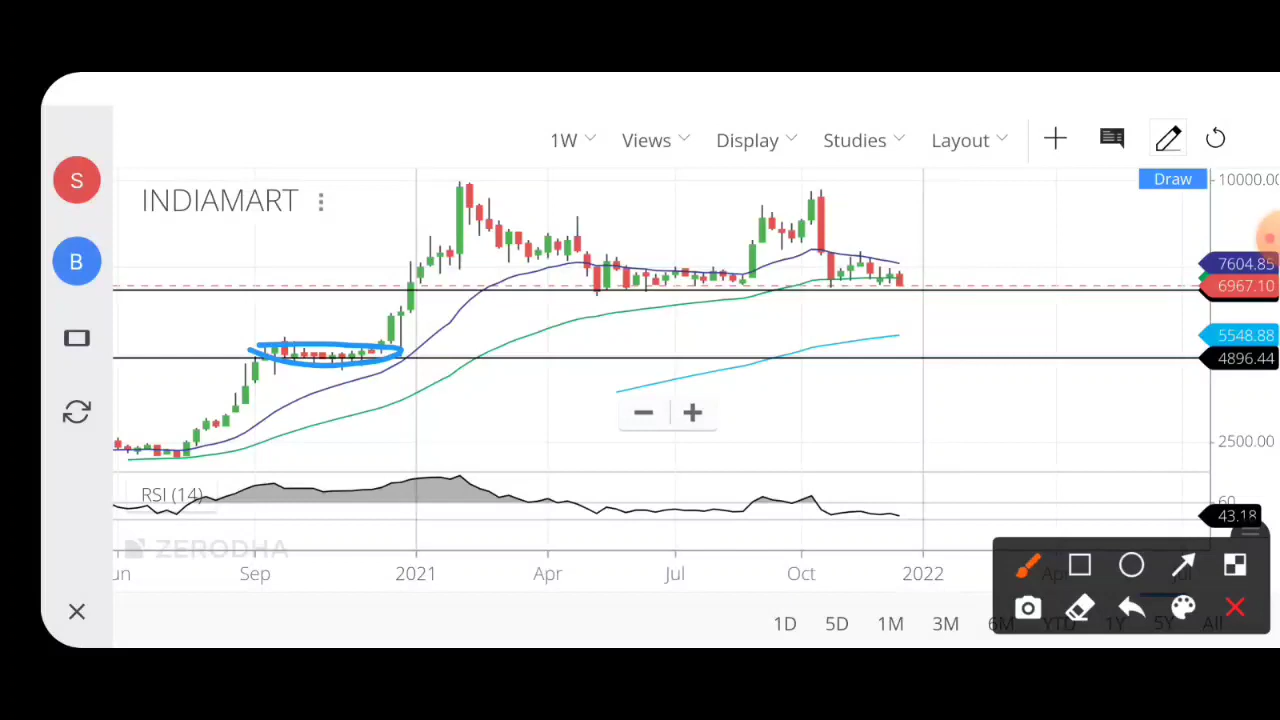 1W Views Display Studies Layout
Draw
10000.00
S
INDIAMART
B
7604.85
6967.10
5548.88
4896.44
2500.00
RSI (14)
60
43.18
ZERODHA
Sep 2021 Apr Jul Oct 2022 Apr Jul
1D 5D 1M 3M 6M YTD 1Y 5Y All